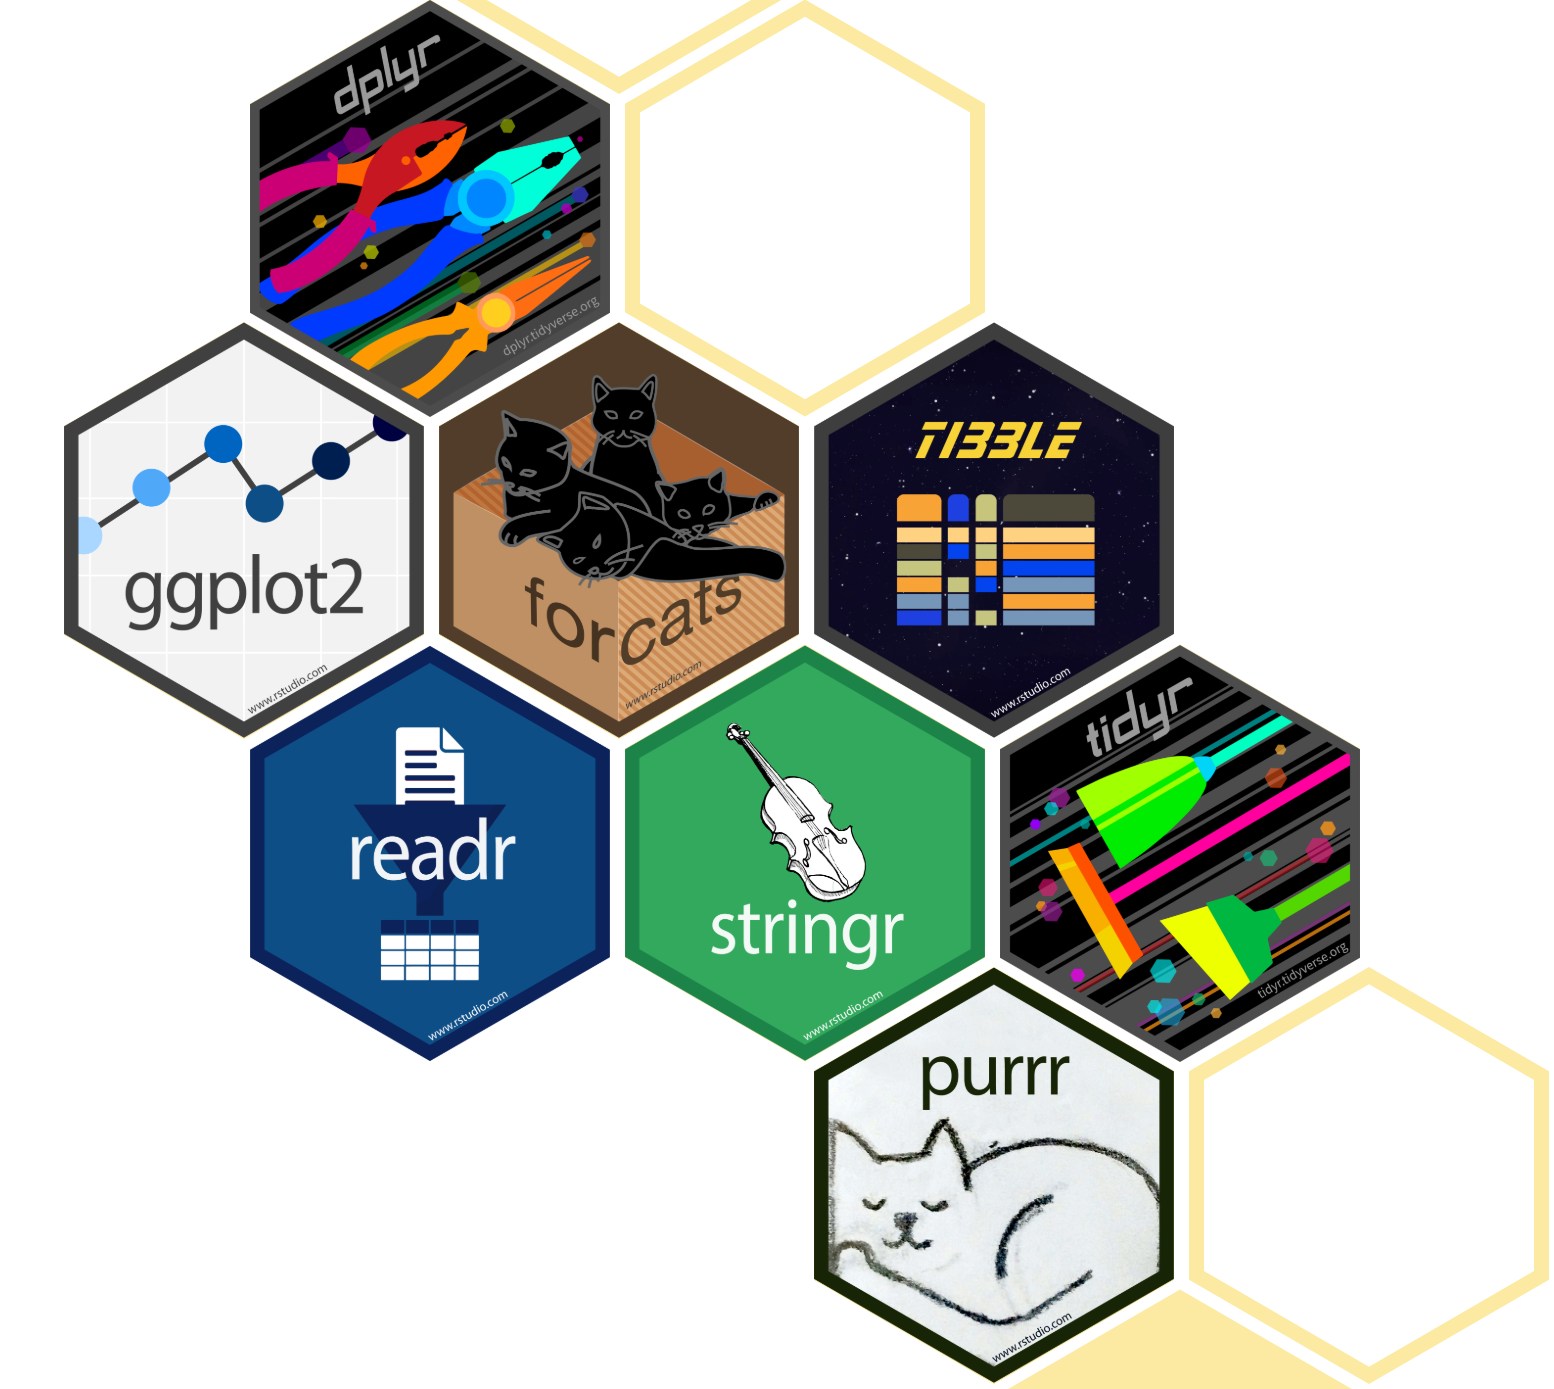 dplyr
dplyr.tidyverse.org
ggplot2
www.rstudio.com
forcats
www.rstudio.com
TIBBLE
www.rstudio.com
readr
www.rstudio.com
stringr
www.rstudio.com
tidyr
tidyr.tidyverse.org
purrr
www.rstudio.com